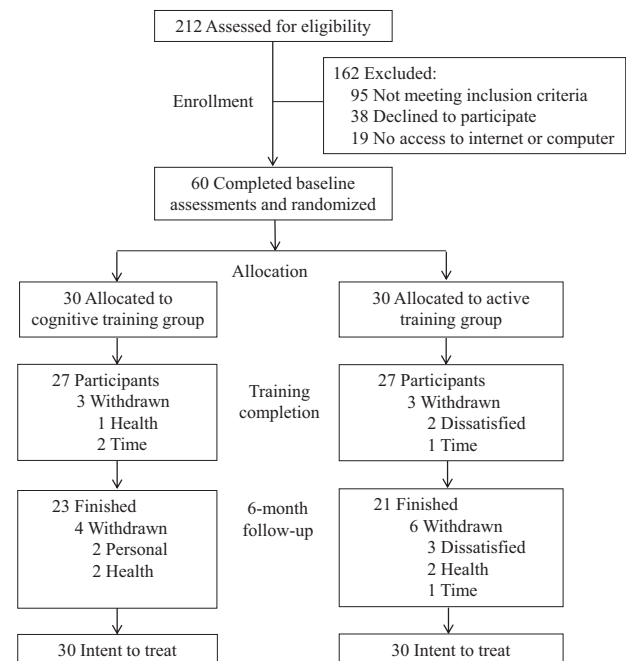 212 Assessed for eligibility
162 Excluded:
95 Not meeting inclusion criteria
38 Declined to participate
19 No access to internet or computer
Enrollment
60 Completed baseline
assessments and randomized
Allocation
30 Allocated to
cognitive training group
30 Allocated to active
training group
27 Participants
3 Withdrawn
1 Health
2 Time
Training
completion
27 Participants
3 Withdrawn
2 Dissatisfied
1 Time
23 Finished
4 Withdrawn
2 Personal
2 Health
6-month
follow-up
21 Finished
6 Withdrawn
3 Dissatisfied
2 Health
1 Time
30 Intent to treat
30 Intent to treat